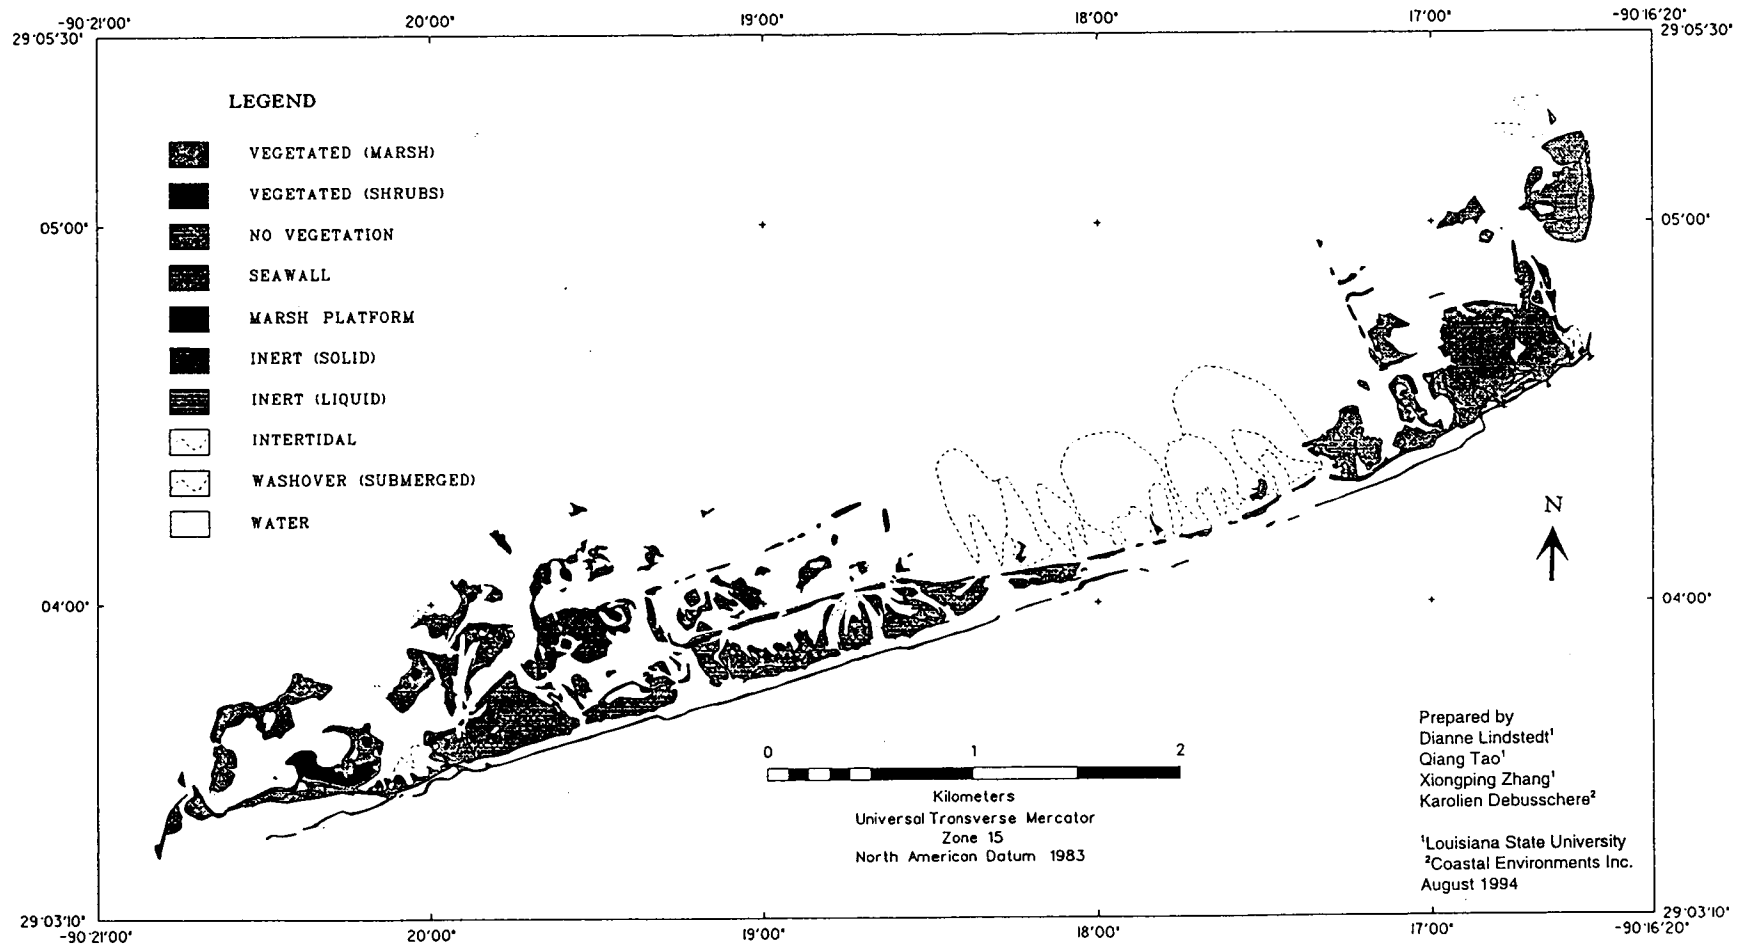 -90°21'00" 20'00" 19'00" 18'00" 17'00" -90°16'20"
29°05'30" 29°05'30"
LEGEND
VEGETATED (MARSH)
VEGETATED (SHRUBS)
NO VEGETATION
05'00" 05'00"
SEAWALL
MARSH PLATFORM
INERT (SOLID)
INERT (LIQUID)
INTERTIDAL
WASHOVER (SUBMERGED)
WATER
N
04'00" 04'00"
0 1 2
Kilometers
Universal Transverse Mercator
Zone 15
North American Datum 1983
Prepared by
Dianne Lindstedt¹
Qiang Tao¹
Xiongping Zhang¹
Karolien Debusschere²
¹Louisiana State University
²Coastal Environments Inc.
August 1994
29°03'10" 29°03'10"
-90°21'00" 20'00" 19'00" 18'00" 17'00" -90°16'20"